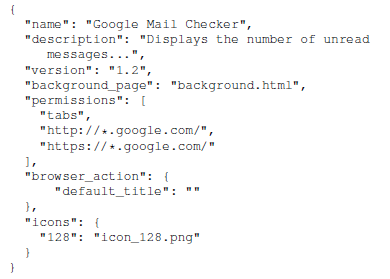 {
  "name": "Google Mail Checker",
  "description": "Displays the number of unread
     messages...",
  "version": "1.2",
  "background_page": "background.html",
  "permissions": [
    "tabs",
    "http://*.google.com/",
    "https://*.google.com/"
  ],
  "browser_action": {
      "default_title": ""
  },
  "icons": {
    "128": "icon_128.png"
  }
}